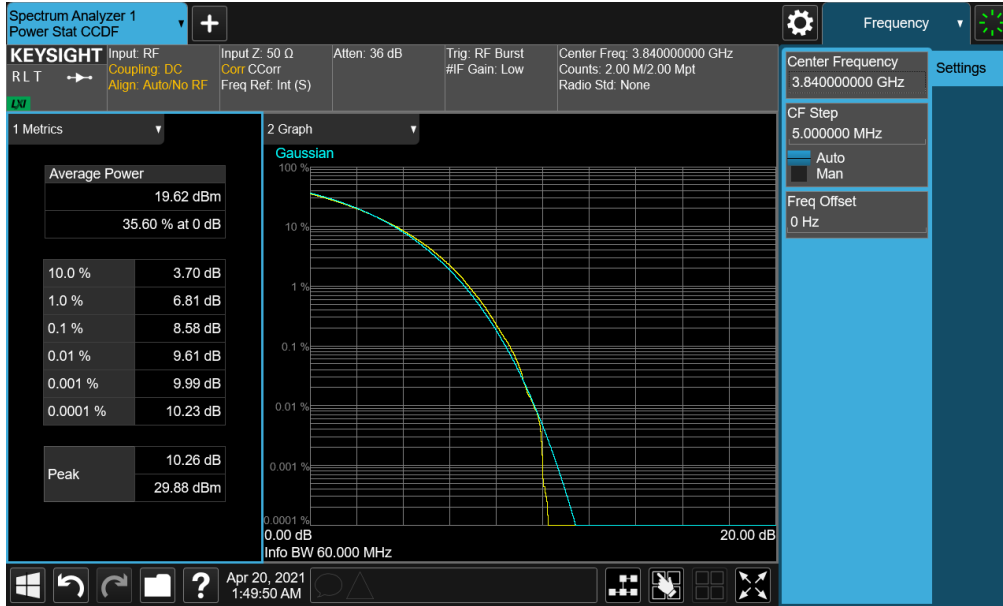 Spectrum Analyzer 1
Power Stat CCDF
Frequency
KEYSIGHT
RLT
LXI
Input: RF
Coupling: DC
Align: Auto/No RF
Input Z: 50 Ω
Corr CCorr
Freq Ref: Int (S)
Atten: 36 dB
Trig: RF Burst
#IF Gain: Low
Center Freq: 3.840000000 GHz
Counts: 2.00 M/2.00 Mpt
Radio Std: None
Center Frequency
3.840000000 GHz
Settings
CF Step
5.000000 MHz
Auto
Man
Freq Offset
0 Hz
1 Metrics
Average Power
19.62 dBm
35.60 % at 0 dB
10.0 % 3.70 dB
1.0 % 6.81 dB
0.1 % 8.58 dB
0.01 % 9.61 dB
0.001 % 9.99 dB
0.0001 % 10.23 dB
Peak
10.26 dB
29.88 dBm
2 Graph
Gaussian
100 %
10 %
1 %
0.1 %
0.01 %
0.001 %
0.0001 %
0.00 dB
20.00 dB
Info BW 60.000 MHz
?
Apr 20, 2021
1:49:50 AM